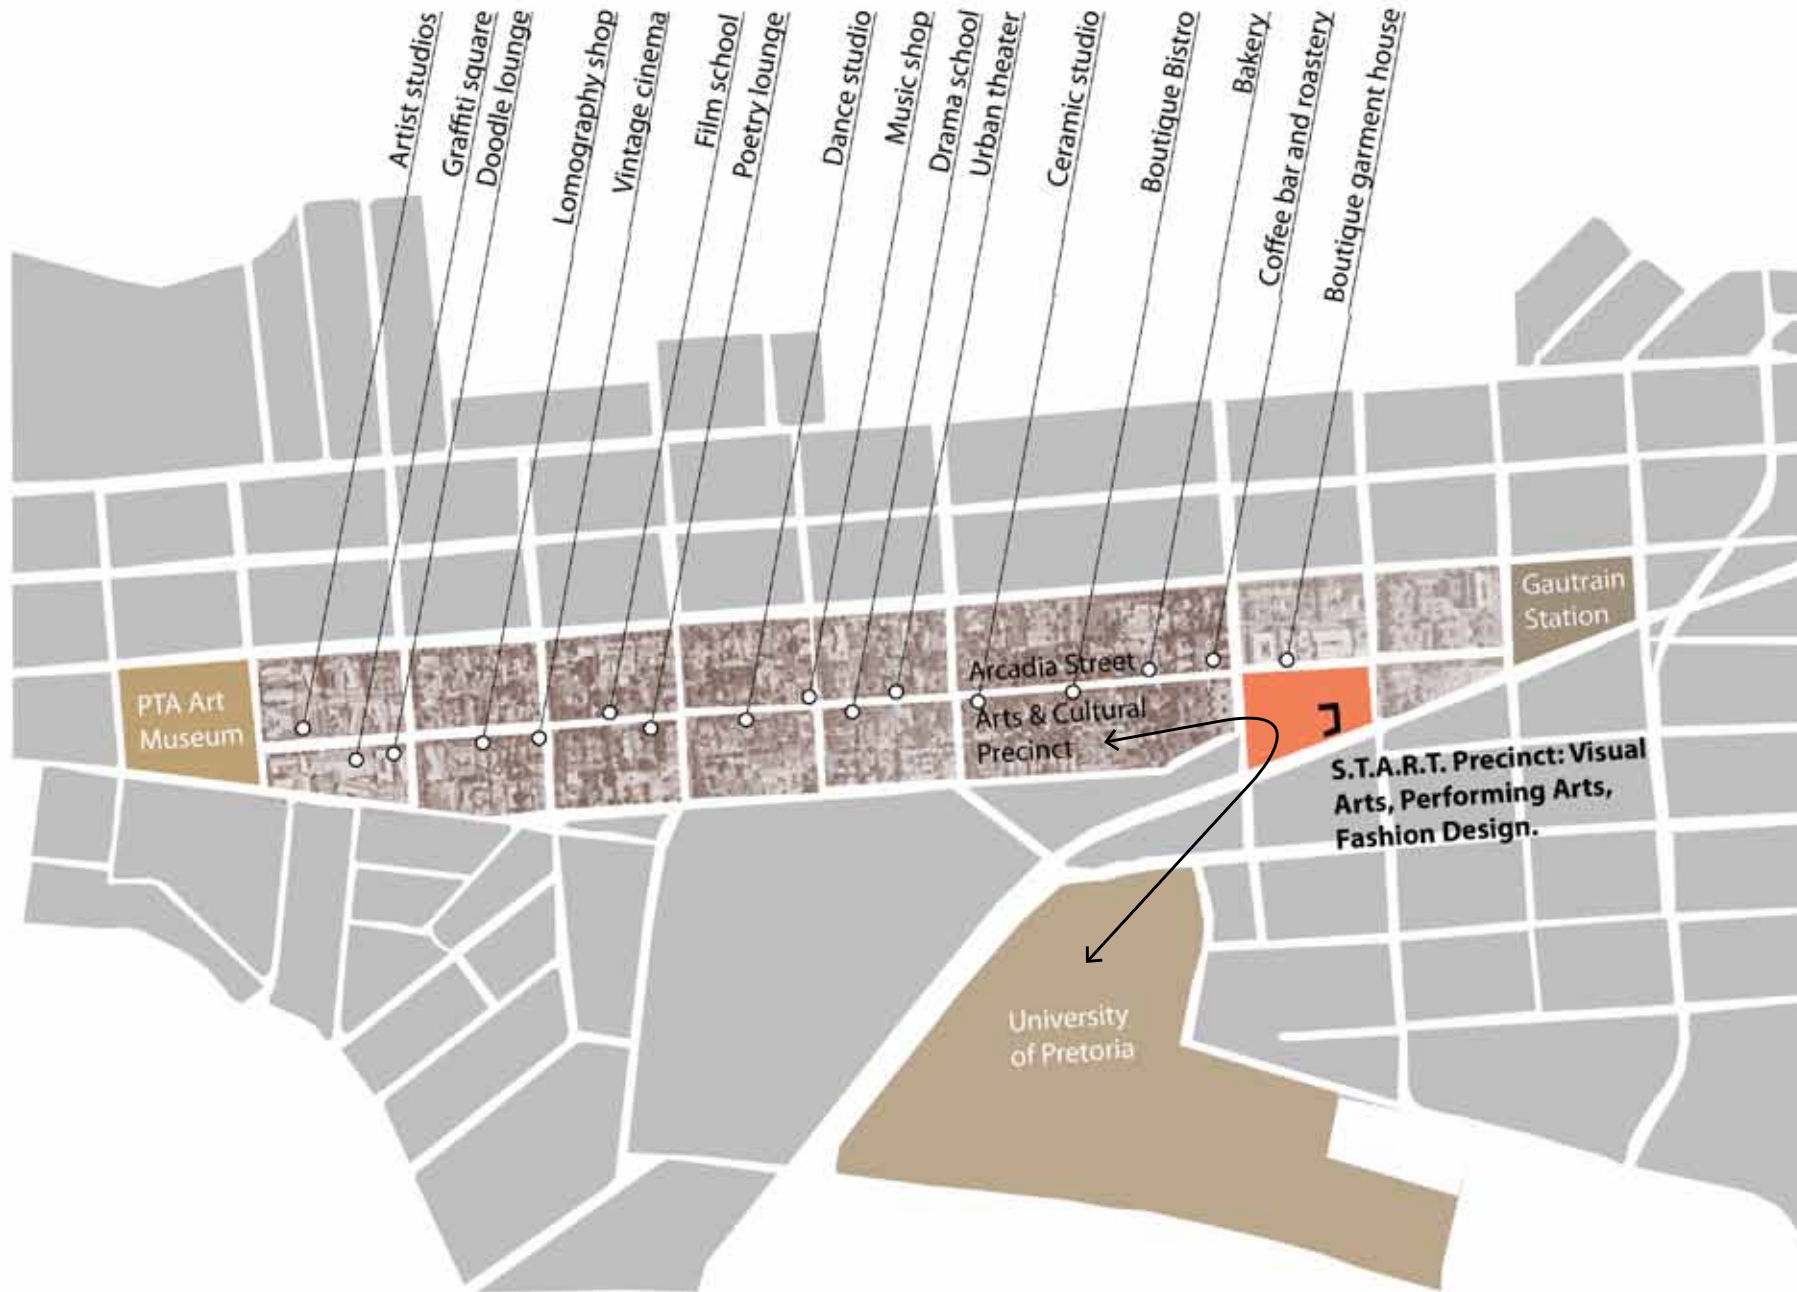 Artist studios
Graffiti square
Doodle lounge
Lomography shop
Vintage cinema
Film school
Poetry lounge
Dance studio
Music shop
Drama school
Urban theater
Ceramic studio
Boutique Bistro
Bakery
Coffee bar and roastery
Boutique garment house
Gautrain
Station
PTA Art
Museum
Arcadia Street
Arts & Cultural
Precinct
S.T.A.R.T. Precinct: Visual
Arts, Performing Arts,
Fashion Design.
University
of Pretoria